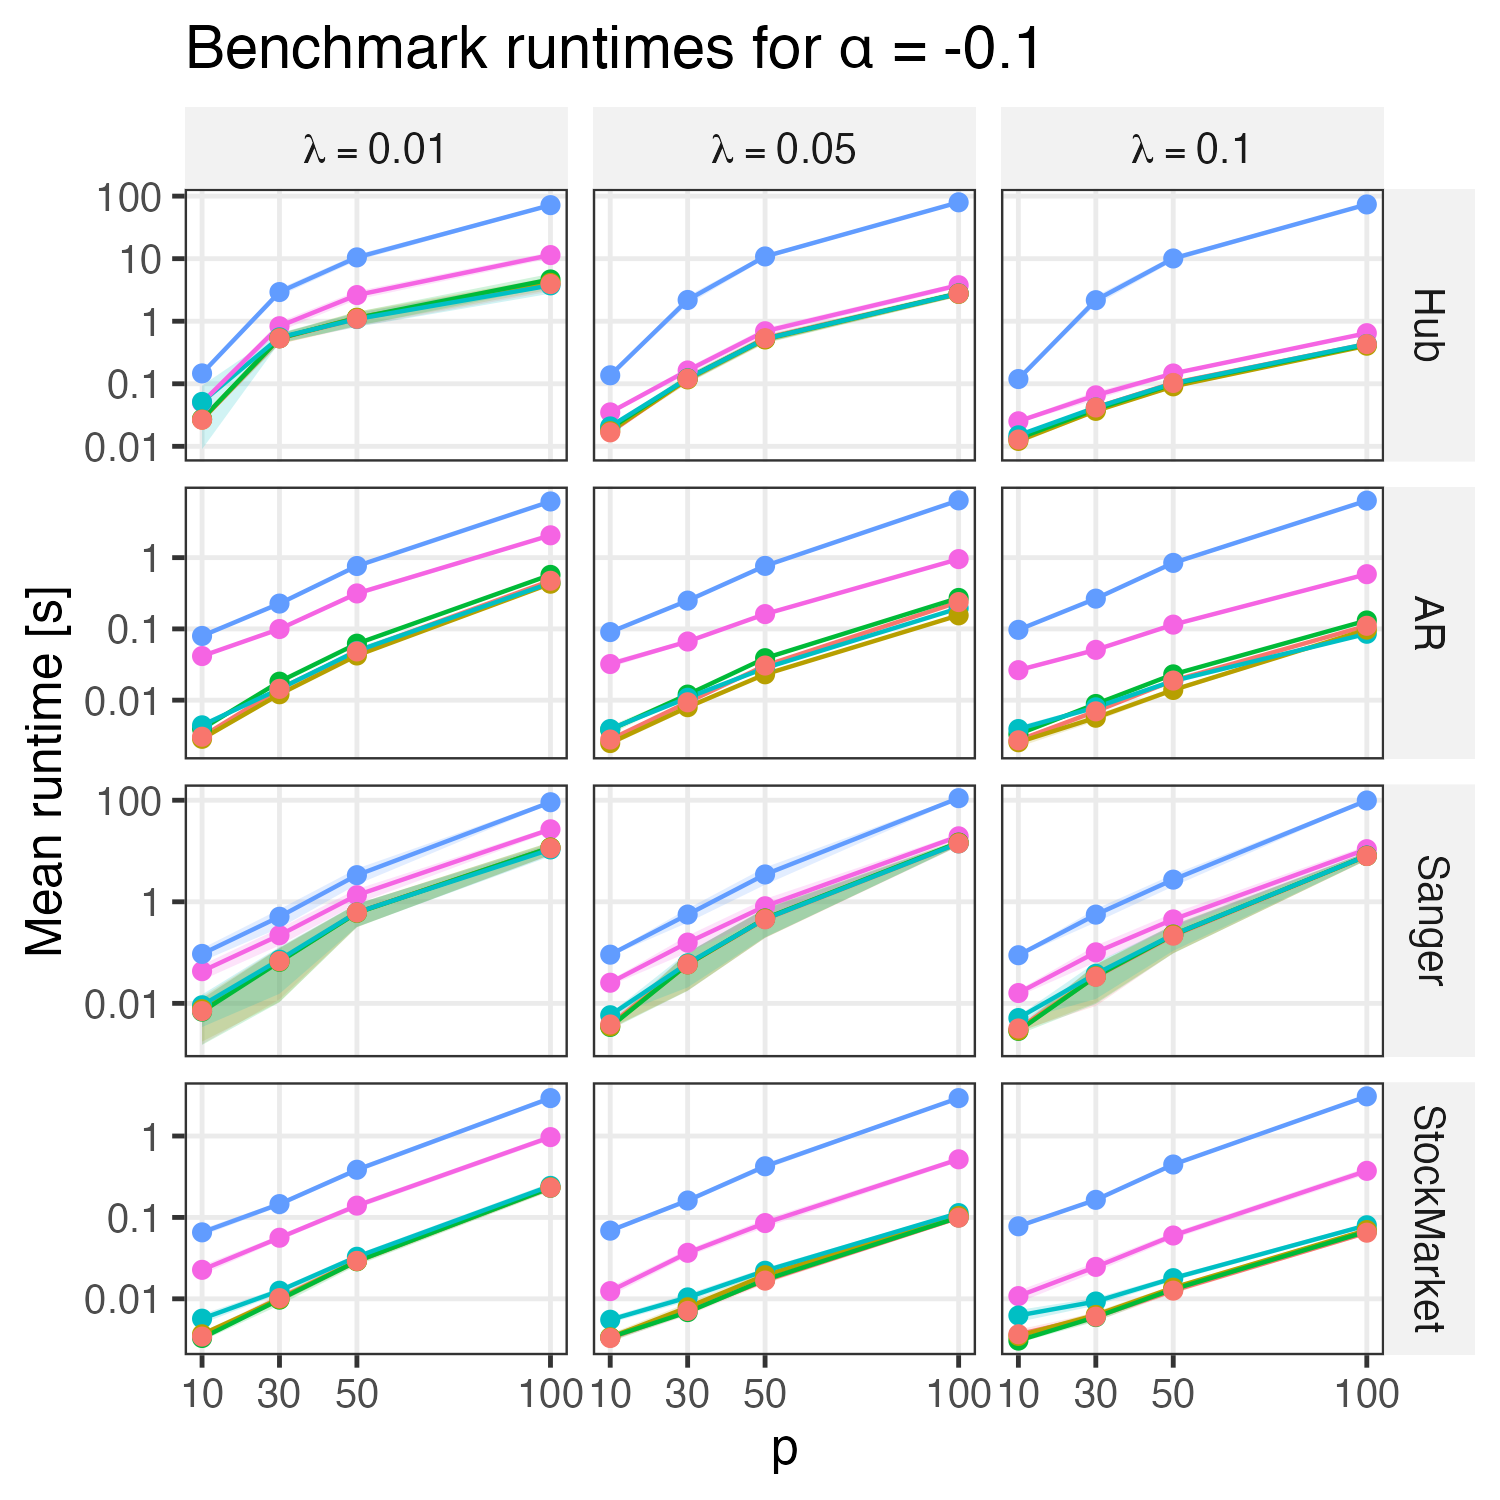 Benchmark runtimes for α = -0.1
λ = 0.01
λ = 0.05
λ = 0.1
100
10
1
0.1
0.01
Hub
1
0.1
0.01
AR
100
1
0.01
Sanger
1
0.1
0.01
StockMarket
Mean runtime [s]
10 30 50 100
10 30 50 100
10 30 50 100
p